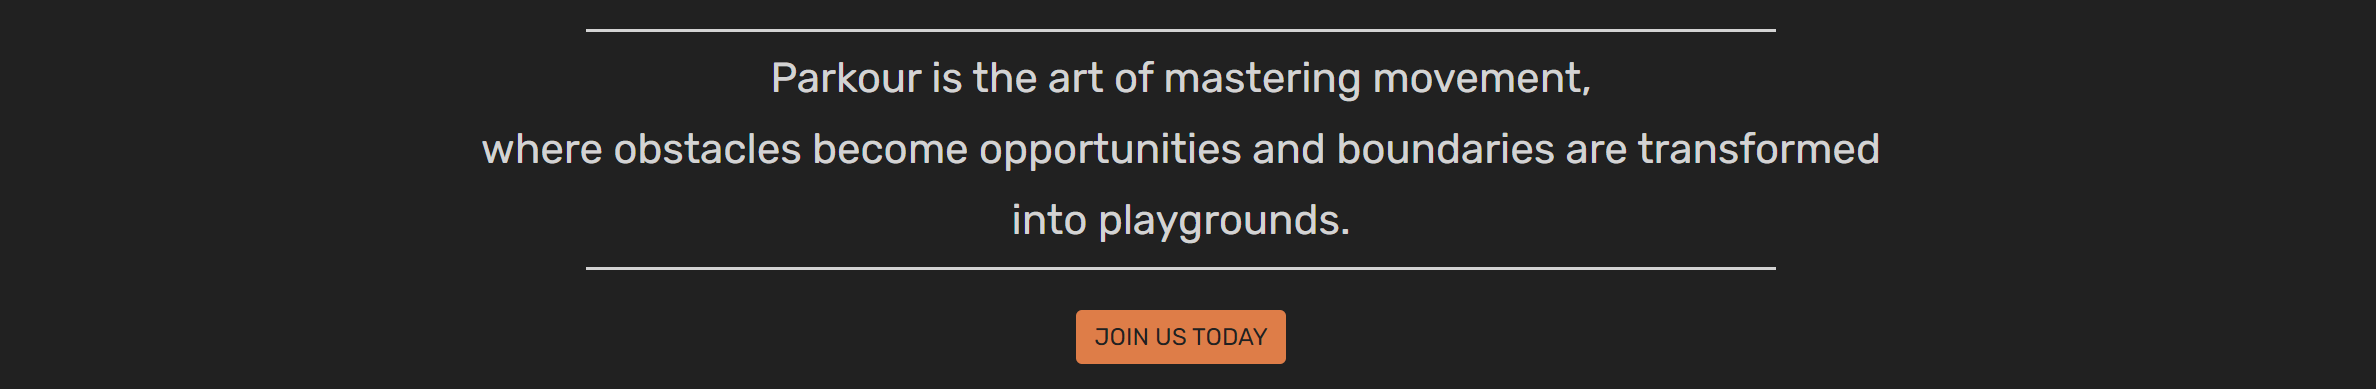 Parkour is the art of mastering movement,
where obstacles become opportunities and boundaries are transformed
into playgrounds.
JOIN US TODAY